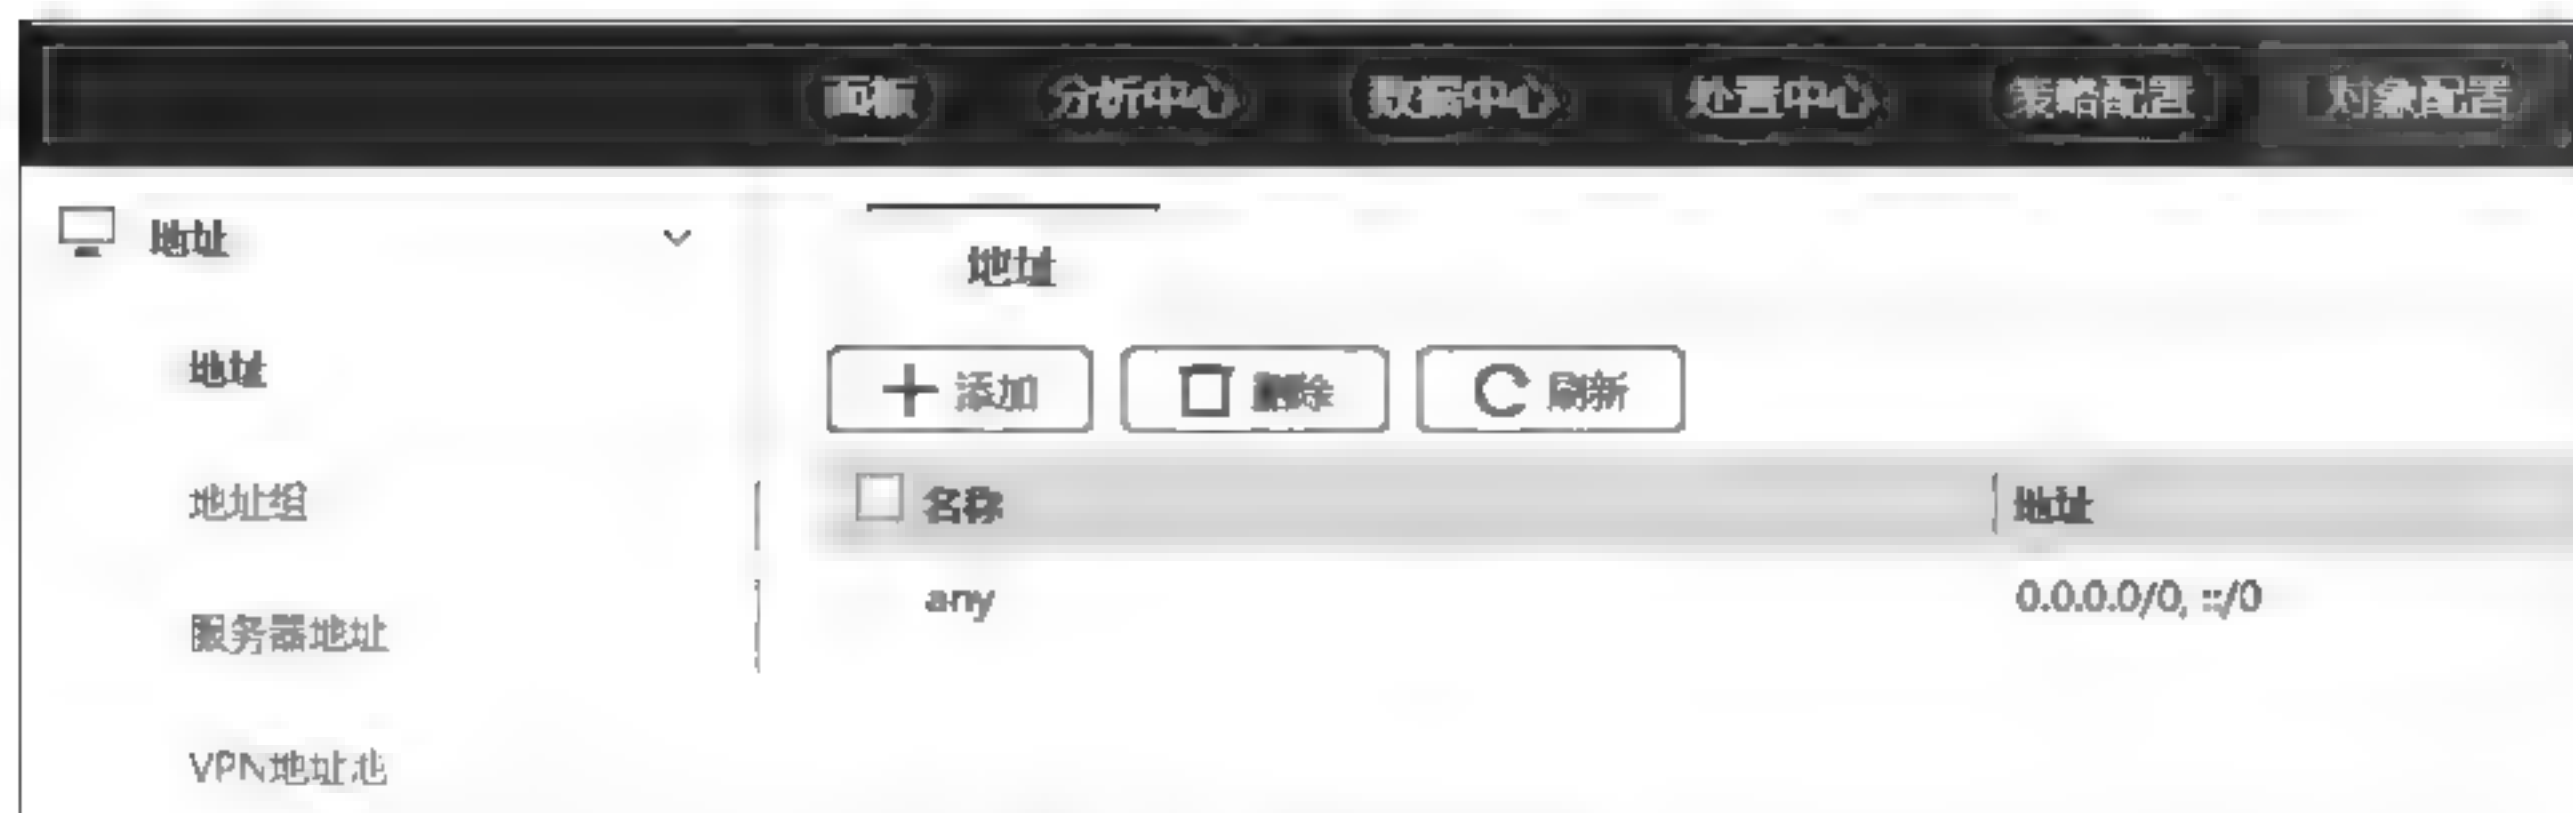 面板 分析中心 数据中心 处置中心 策略配置 对象配置
地址
地址
地址组
服务器地址
VPN地址池
地址
添加 删除 刷新
名称 地址
any 0.0.0.0/0, ::/0